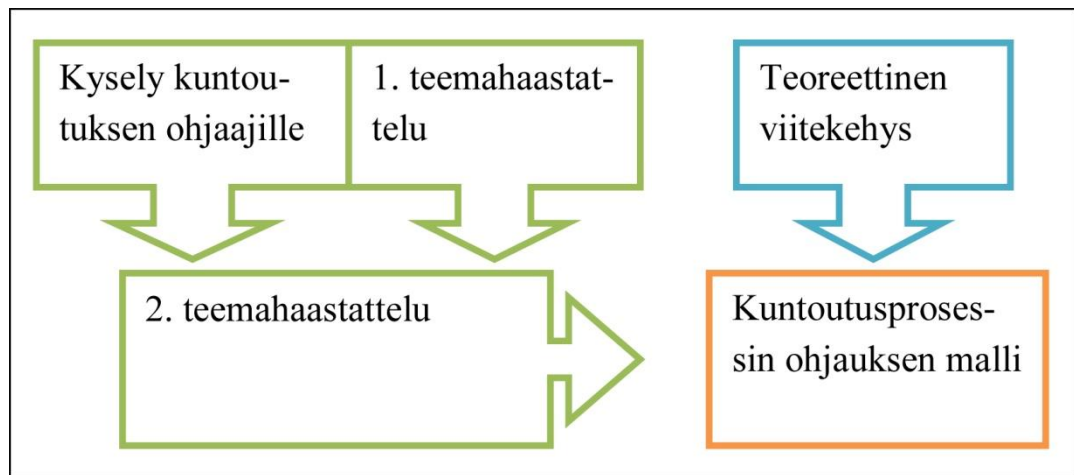 Kysely kuntou-
tuksen ohjaajille
1. teemahaastat-
telu
Teoreettinen
viitekehys
2. teemahaastattelu
Kuntoutusproses-
sin ohjauksen malli